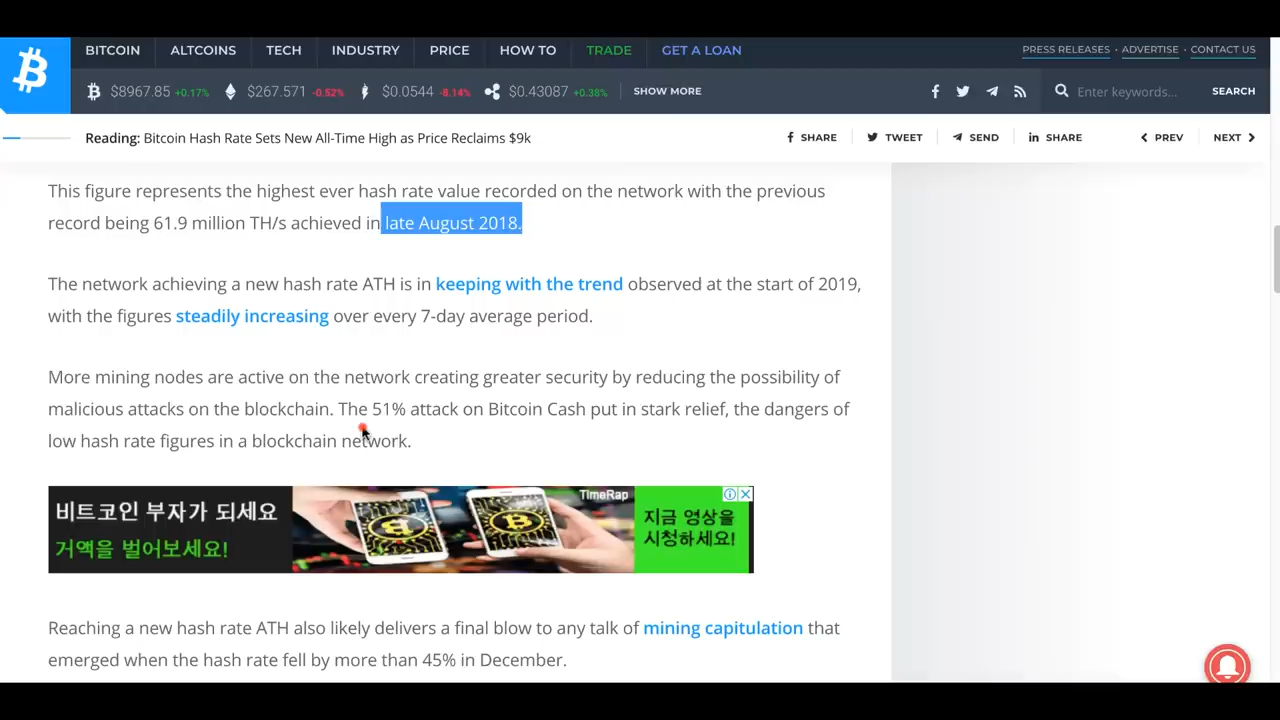 BITCOIN ALTCOINS TECH INDUSTRY PRICE HOW TO TRADE GET A LOAN PRESS RELEASES · ADVERTISE · CONTACT US
$8967.85 +0.17% $267.571 -0.52% $0.0544 -8.14% $0.43087 +0.38% SHOW MORE Enter keywords... SEARCH
Reading: Bitcoin Hash Rate Sets New All-Time High as Price Reclaims $9k SHARE TWEET SEND SHARE PREV NEXT
This figure represents the highest ever hash rate value recorded on the network with the previous
record being 61.9 million TH/s achieved in late August 2018.
The network achieving a new hash rate ATH is in keeping with the trend observed at the start of 2019,
with the figures steadily increasing over every 7-day average period.
More mining nodes are active on the network creating greater security by reducing the possibility of
malicious attacks on the blockchain. The 51% attack on Bitcoin Cash put in stark relief, the dangers of
low hash rate figures in a blockchain network.
비트코인 부자가 되세요
거액을 벌어보세요!
TimeRap
지금 영상을
시청하세요!
Reaching a new hash rate ATH also likely delivers a final blow to any talk of mining capitulation that
emerged when the hash rate fell by more than 45% in December.